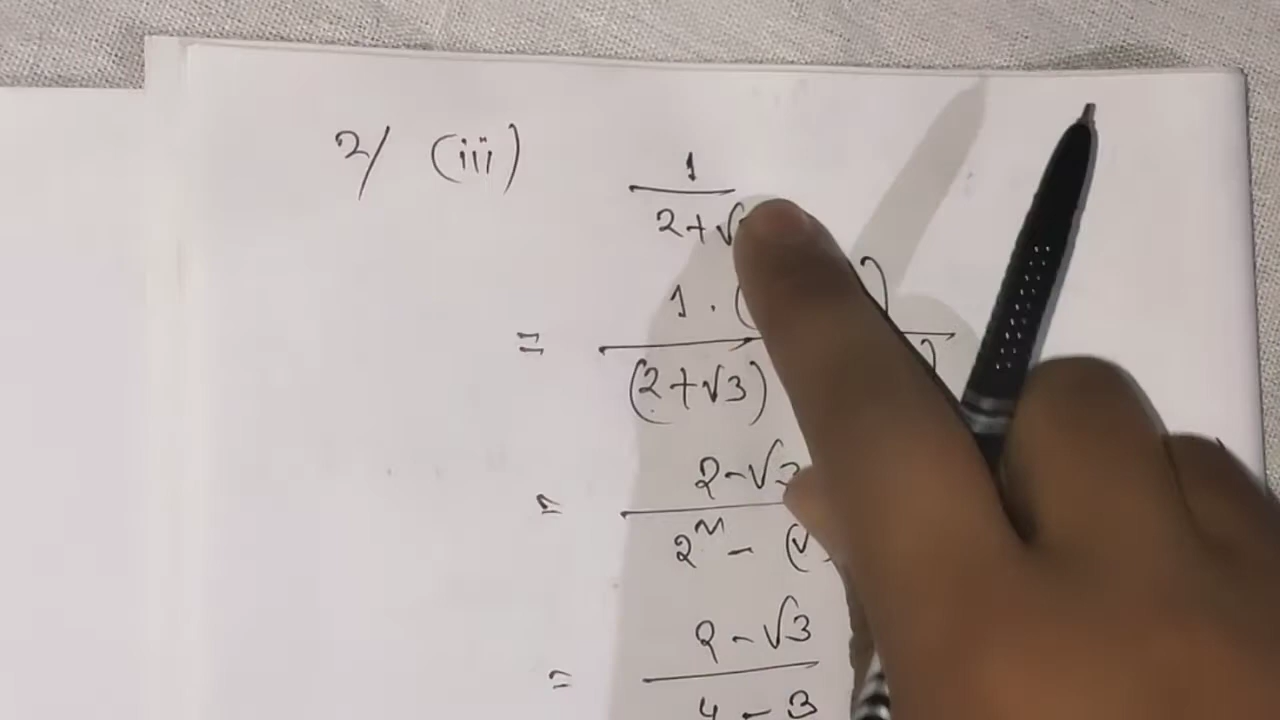 2/ (iii)
1
2+√
= 1 . ( )
(2+√3) )
= 2-√3
2² - (√
= 2-√3
4 - 3